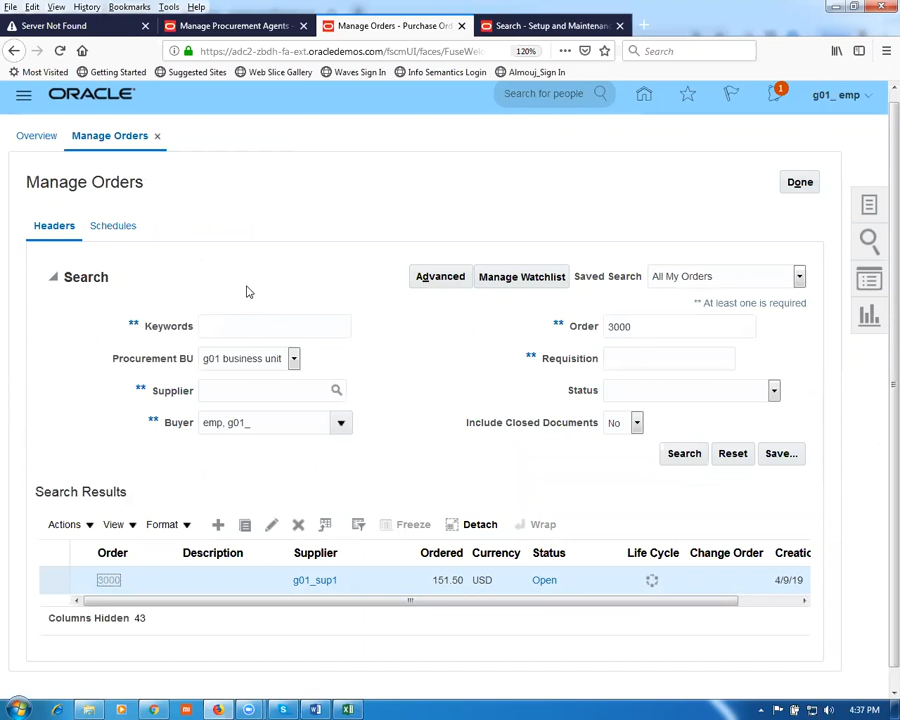 File Edit View History Bookmarks Tools Help
Server Not Found
Manage Procurement Agents -
Manage Orders - Purchase Ord
Search - Setup and Maintenan
https://adc2-zbdh-fa-ext.oracledemos.com/fscmUI/faces/FuseWel
120%
Search
Most Visited Getting Started Suggested Sites Web Slice Gallery Waves Sign In Info Semantics Login Almouj_Sign In
ORACLE
Search for people
1
g01_ emp
Overview Manage Orders
Manage Orders
Done
Headers Schedules
Search
Advanced Manage Watchlist Saved Search All My Orders
** At least one is required
** Keywords
** Order 3000
Procurement BU g01 business unit
** Requisition
** Supplier
Status
** Buyer emp, g01_
Include Closed Documents No
Search Reset Save...
Search Results
Actions View Format Freeze Detach Wrap
Order Description Supplier Ordered Currency Status Life Cycle Change Order Creatio
3000 g01_sup1 151.50 USD Open 4/9/19
Columns Hidden 43
4:37 PM